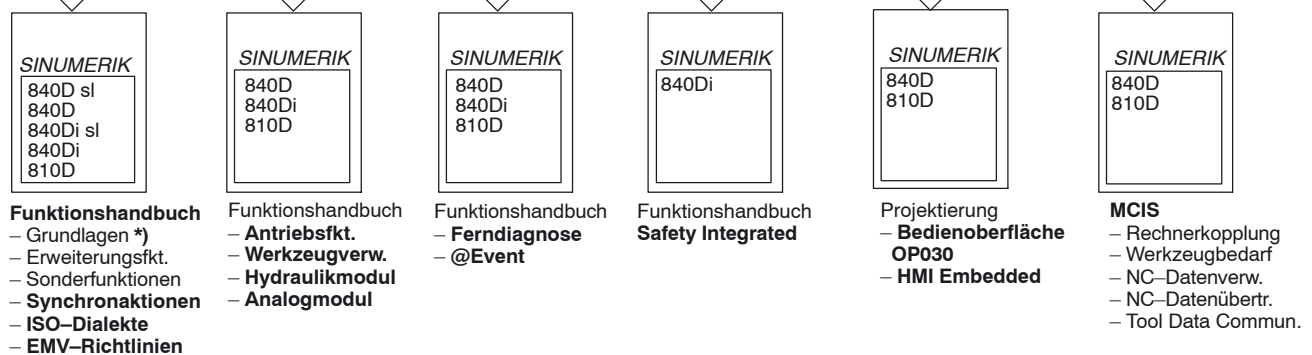 SINUMERIK
840D sl
840D
840Di sl
840Di
810D
Funktionshandbuch
– Grundlagen *)
– Erweiterungsfkt.
– Sonderfunktionen
– Synchronaktionen
– ISO–Dialekte
– EMV–Richtlinien
SINUMERIK
840D
840Di
810D
Funktionshandbuch
– Antriebsfkt.
– Werkzeugverw.
– Hydraulikmodul
– Analogmodul
SINUMERIK
840D
840Di
810D
Funktionshandbuch
– Ferndiagnose
– @Event
SINUMERIK
840Di
Funktionshandbuch
Safety Integrated
SINUMERIK
840D
810D
Projektierung
– Bedienoberfläche
OP030
– HMI Embedded
SINUMERIK
840D
810D
MCIS
– Rechnerkopplung
– Werkzeugbedarf
– NC–Datenverw.
– NC–Datenübertr.
– Tool Data Commun.